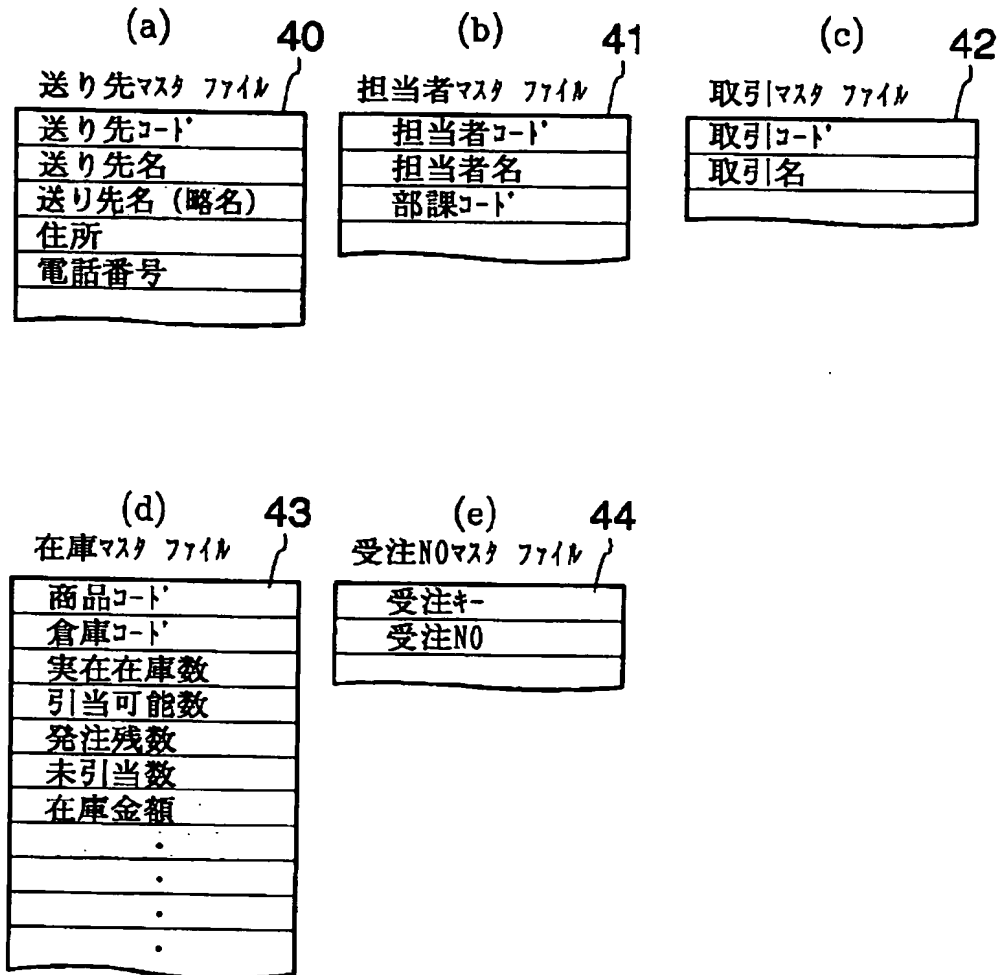 (a)
40
送り先ﾏｽﾀ ﾌｧｲﾙ
送り先ｺｰﾄﾞ
送り先名
送り先名 (略名)
住所
電話番号
(b)
41
担当者ﾏｽﾀ ﾌｧｲﾙ
担当者ｺｰﾄﾞ
担当者名
部課ｺｰﾄﾞ
(c)
42
取引ﾏｽﾀ ﾌｧｲﾙ
取引ｺｰﾄﾞ
取引名
(d)
43
在庫ﾏｽﾀ ﾌｧｲﾙ
商品ｺｰﾄﾞ
倉庫ｺｰﾄﾞ
実在在庫数
引当可能数
発注残数
未引当数
在庫金額
(e)
44
受注NOﾏｽﾀ ﾌｧｲﾙ
受注ｷｰ
受注NO